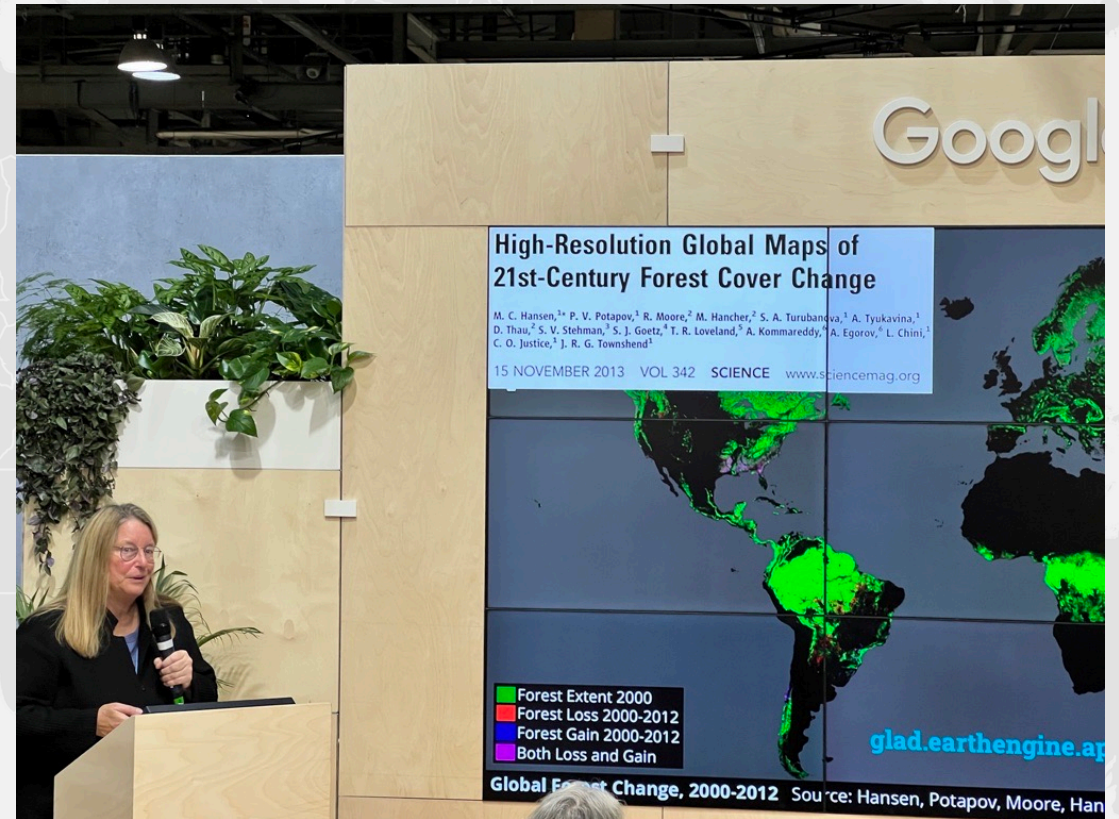 Googl
High-Resolution Global Maps of
21st-Century Forest Cover Change
M. C. Hansen,¹* P. V. Potapov,¹ R. Moore,² M. Hancher,² S. A. Turubanova,¹ A. Tyukavina,¹
D. Thau,² S. V. Stehman,³ S. J. Goetz,⁴ T. R. Loveland,⁵ A. Kommareddy,⁶ A. Egorov,⁶ L. Chini,¹
C. O. Justice,¹ J. R. G. Townshend¹
15 NOVEMBER 2013 VOL 342 SCIENCE www.sciencemag.org
Forest Extent 2000
Forest Loss 2000-2012
Forest Gain 2000-2012
Both Loss and Gain
glad.earthengine.ap
Global Forest Change, 2000-2012 Source: Hansen, Potapov, Moore, Han